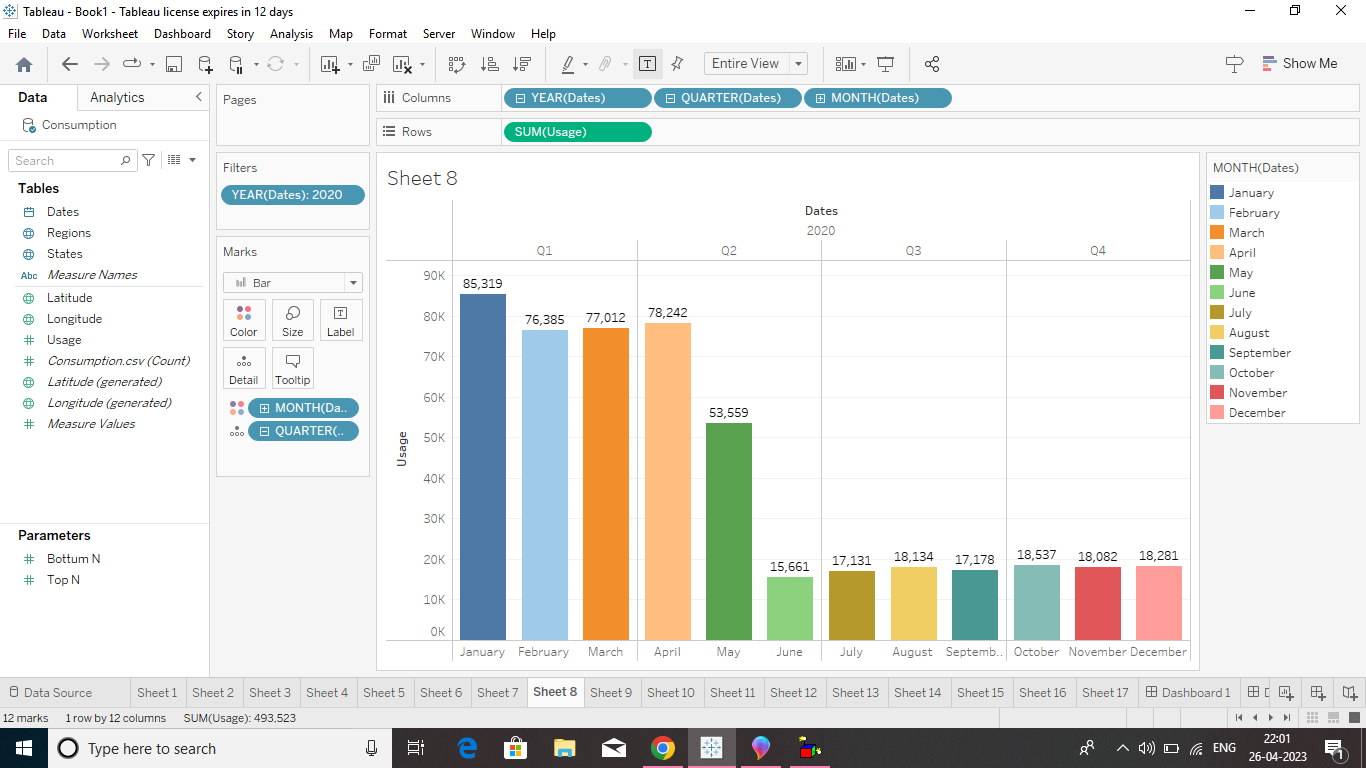 Tableau - Book1 - Tableau license expires in 12 days
File Data Worksheet Dashboard Story Analysis Map Format Server Window Help
Entire View
Show Me
Data Analytics
Consumption
Search
Tables
Dates
Regions
States
Abc Measure Names
Latitude
Longitude
Usage
Consumption.csv (Count)
Latitude (generated)
Longitude (generated)
Measure Values
Parameters
Bottum N
Top N
Pages
Filters
YEAR(Dates): 2020
Marks
Bar
Color Size Label
Detail Tooltip
MONTH(Da..
QUARTER(..
Columns YEAR(Dates) QUARTER(Dates) MONTH(Dates)
Rows SUM(Usage)
Sheet 8
Dates
2020
Q1 Q2 Q3 Q4
Usage
90K
80K
70K
60K
50K
40K
30K
20K
10K
0K
85,319
76,385
77,012
78,242
53,559
15,661
17,131
18,134
17,178
18,537
18,082
18,281
January February March April May June July August Septemb.. October November December
MONTH(Dates)
January
February
March
April
May
June
July
August
September
October
November
December
Data Source Sheet 1 Sheet 2 Sheet 3 Sheet 4 Sheet 5 Sheet 6 Sheet 7 Sheet 8 Sheet 9 Sheet 10 Sheet 11 Sheet 12 Sheet 13 Sheet 14 Sheet 15 Sheet 16 Sheet 17 Dashboard 1
12 marks 1 row by 12 columns SUM(Usage): 493,523
Type here to search
ENG
22:01
26-04-2023
1